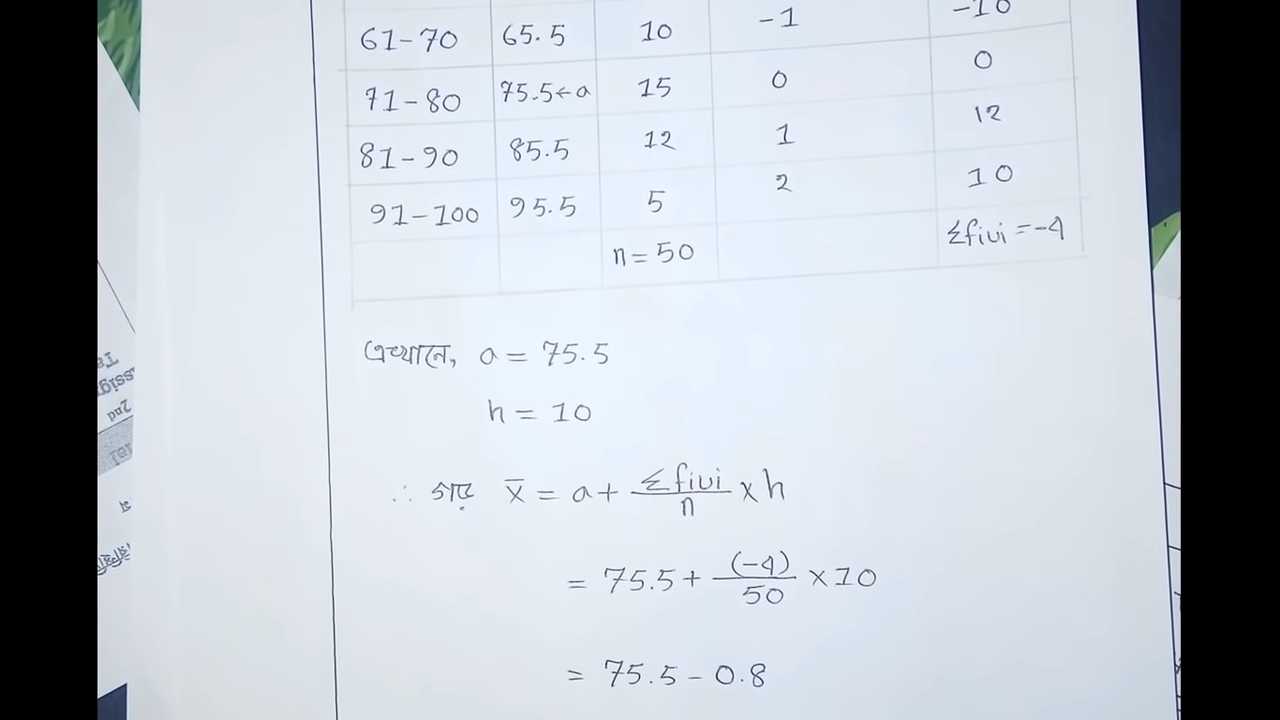 61-70 65.5 10 -1 -10
71-80 75.5←a 15 0 0
81-90 85.5 12 1 12
91-100 95.5 5 2 10
n=50 Σfiui=-4
এখানে, a = 75.5
h = 10
∴ গড় x̄ = a + Σfiui/n × h
= 75.5 + (-4)/50 × 10
= 75.5 - 0.8
2nd